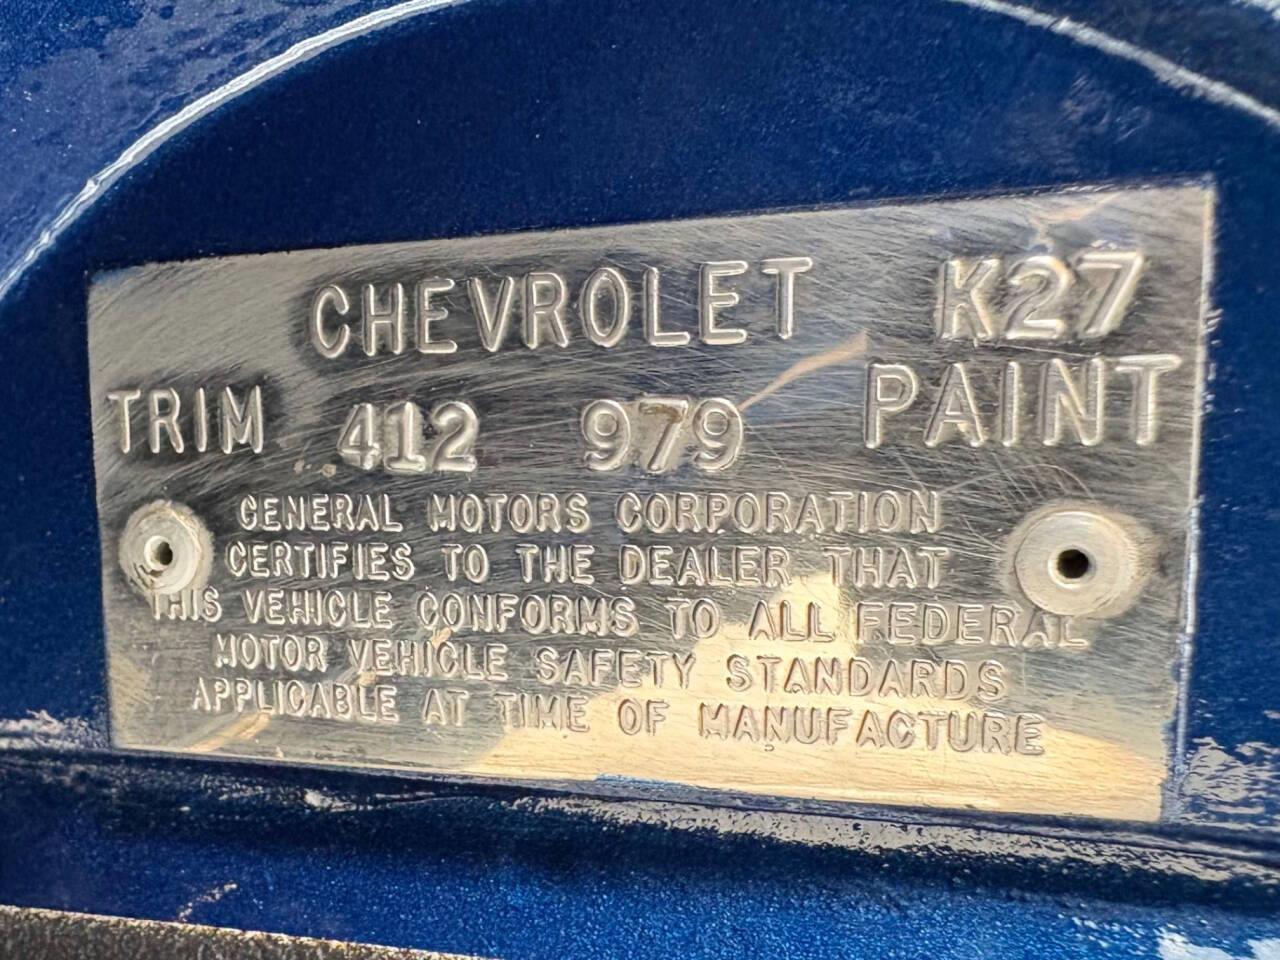 CHEVROLET K27
TRIM 412 979 PAINT
GENERAL MOTORS CORPORATION
CERTIFIES TO THE DEALER THAT
THIS VEHICLE CONFORMS TO ALL FEDERAL
MOTOR VEHICLE SAFETY STANDARDS
APPLICABLE AT TIME OF MANUFACTURE